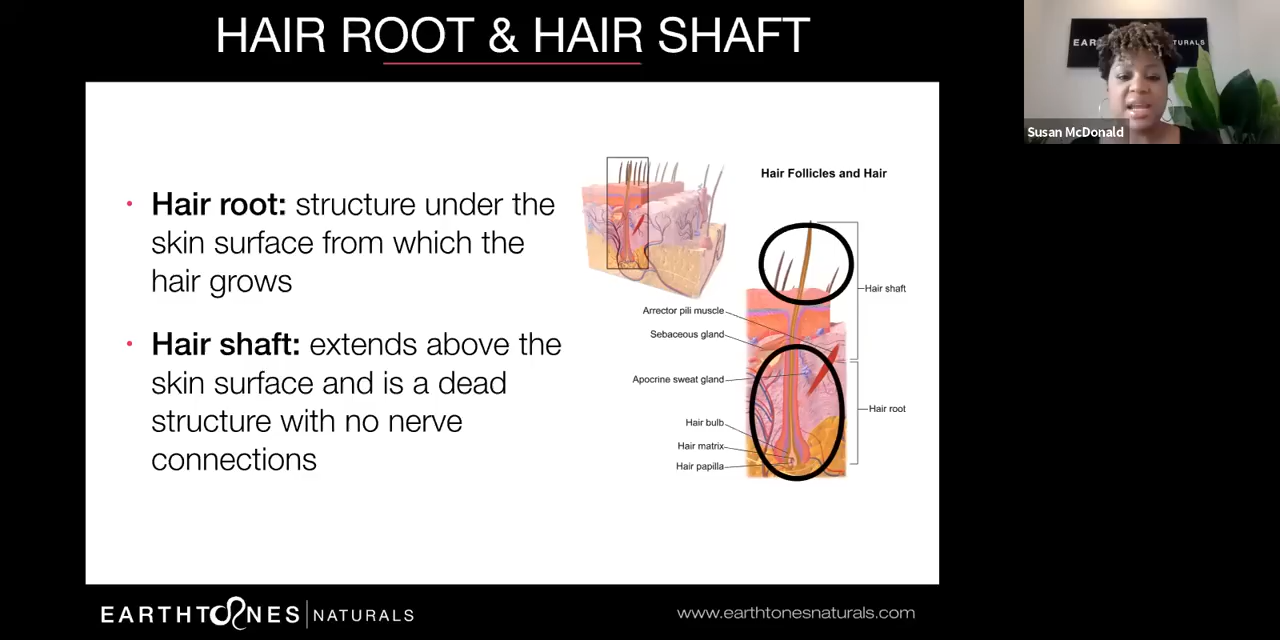 HAIR ROOT & HAIR SHAFT
EARTH
TURALS
Susan McDonald
• Hair root: structure under the
skin surface from which the
hair grows
• Hair shaft: extends above the
skin surface and is a dead
structure with no nerve
connections
Hair Follicles and Hair
Hair shaft
Arrector pili muscle
Sebaceous gland
Apocrine sweat gland
Hair root
Hair bulb
Hair matrix
Hair papilla
EARTHTONES | NATURALS
www.earthtonesnaturals.com